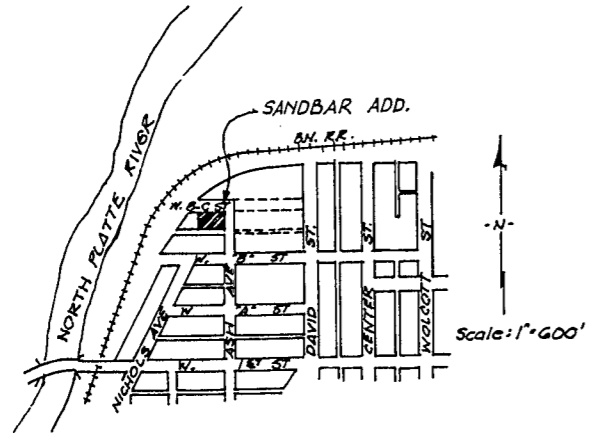 SANDBAR ADD.
B.N. RR.
NORTH PLATTE RIVER
W. B-C ST
-N-
W. "B" ST
W "A" ST
W. 1ST ST
NICHOLS AVE
ASH AVE
DAVID ST.
CENTER ST.
WOLCOTT ST
Scale: 1"=600'